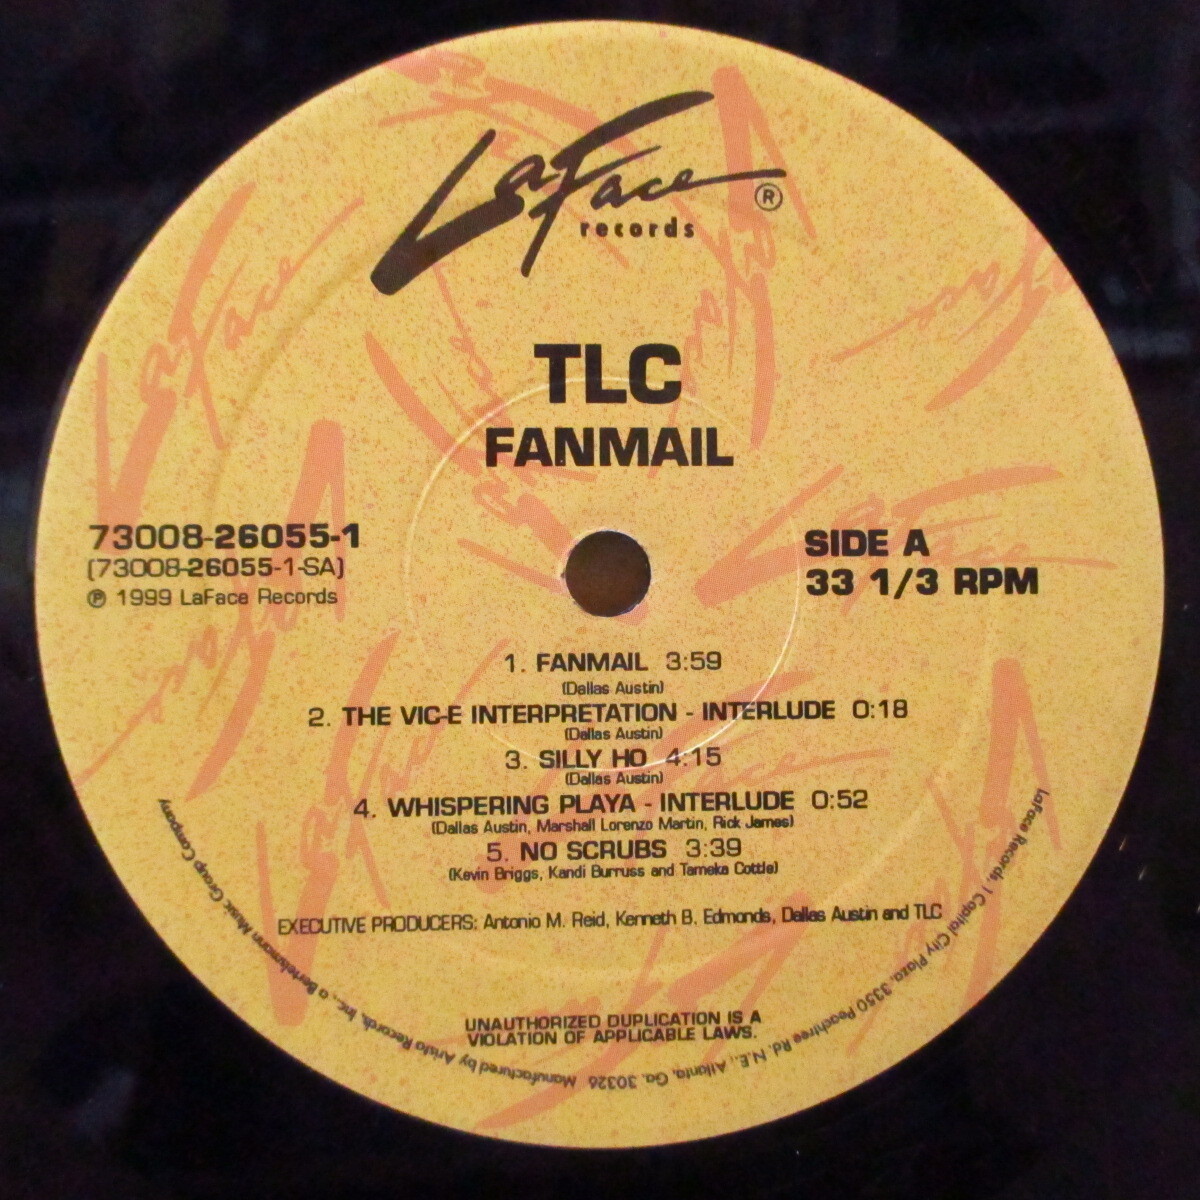 LaFace ®
records
TLC
FANMAIL
73008-26055-1
(73008-26055-1-SA)
℗ 1999 LaFace Records
SIDE A
33 1/3 RPM
1. FANMAIL 3:59
(Dallas Austin)
2. THE VIC-E INTERPRETATION - INTERLUDE 0:18
(Dallas Austin)
3. SILLY HO 4:15
(Dallas Austin)
4. WHISPERING PLAYA - INTERLUDE 0:52
(Dallas Austin, Marshall Lorenzo Martin, Rick James)
5. NO SCRUBS 3:39
(Kevin Briggs, Kandi Burruss and Tameka Cottle)
EXECUTIVE PRODUCERS: Antonio M. Reid, Kenneth B. Edmonds, Dallas Austin and TLC
UNAUTHORIZED DUPLICATION IS A
VIOLATION OF APPLICABLE LAWS.
LaFace Records, 1 Capital City Plaza, 3350 Peachtree Rd. N.E., Atlanta, Ga. 30326 Manufactured by Arista Records, Inc., a Bertelsmann Music Group Company